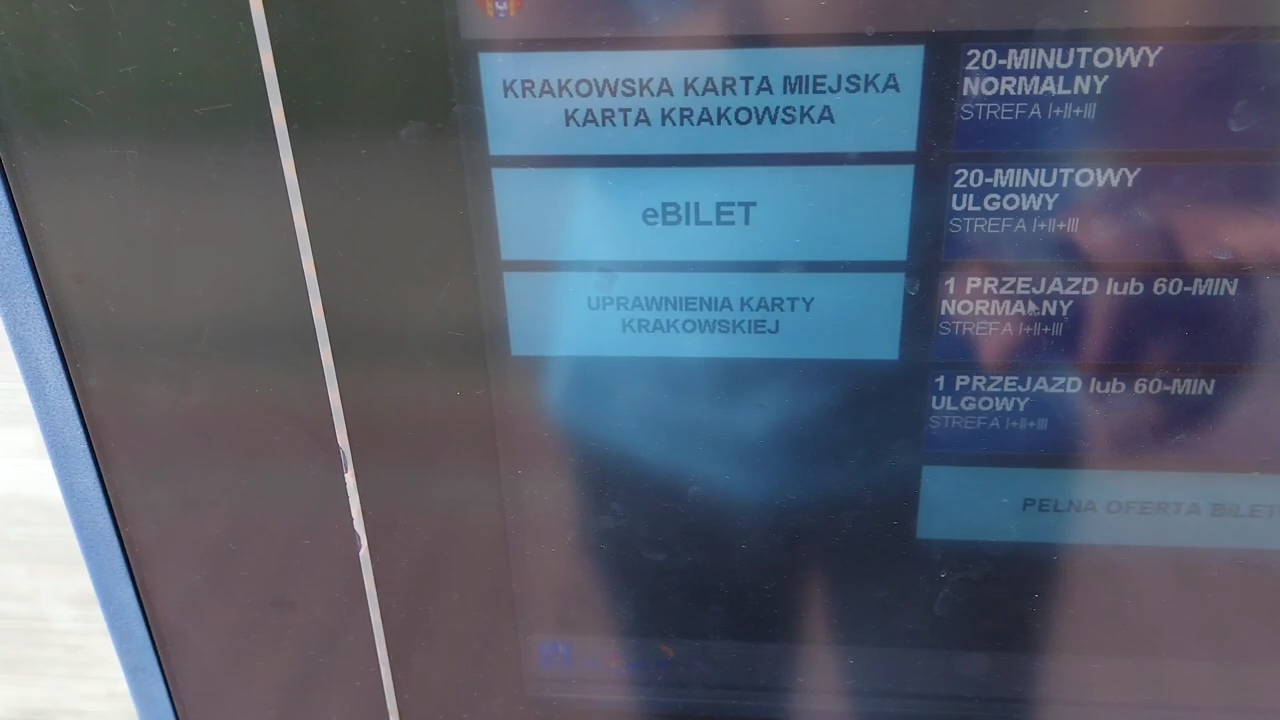 KRAKOWSKA KARTA MIEJSKA
KARTA KRAKOWSKA
eBILET
UPRAWNIENIA KARTY
KRAKOWSKIEJ
20-MINUTOWY
NORMALNY
STREFA I+II+III
20-MINUTOWY
ULGOWY
STREFA I+II+III
1 PRZEJAZD lub 60-MIN
NORMALNY
STREFA I+II+III
1 PRZEJAZD lub 60-MIN
ULGOWY
STREFA I+II+III
PEŁNA OFERTA BILET